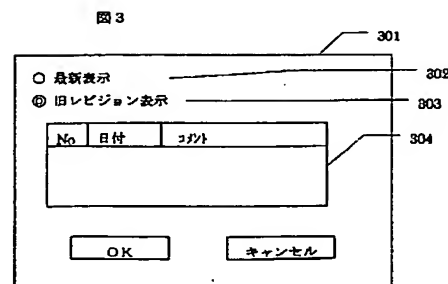 図3
301
○ 最新表示 302
◎ 旧レビジョン表示 303
No 日付 コメント 304
OK キャンセル